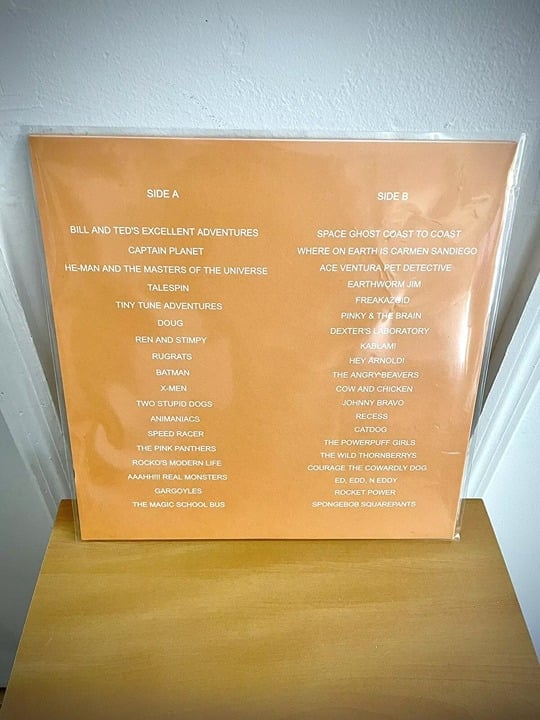 SIDE A
BILL AND TED'S EXCELLENT ADVENTURES
CAPTAIN PLANET
HE-MAN AND THE MASTERS OF THE UNIVERSE
TALESPIN
TINY TUNE ADVENTURES
DOUG
REN AND STIMPY
RUGRATS
BATMAN
X-MEN
TWO STUPID DOGS
ANIMANIACS
SPEED RACER
THE PINK PANTHERS
ROCKO'S MODERN LIFE
AAAHH!!! REAL MONSTERS
GARGOYLES
THE MAGIC SCHOOL BUS
SIDE B
SPACE GHOST COAST TO COAST
WHERE ON EARTH IS CARMEN SANDIEGO
ACE VENTURA PET DETECTIVE
EARTHWORM JIM
FREAKAZOID
PINKY & THE BRAIN
DEXTER'S LABORATORY
KABLAM!
HEY ARNOLD!
THE ANGRY BEAVERS
COW AND CHICKEN
JOHNNY BRAVO
RECESS
CATDOG
THE POWERPUFF GIRLS
THE WILD THORNBERRYS
COURAGE THE COWARDLY DOG
ED, EDD, N EDDY
ROCKET POWER
SPONGEBOB SQUAREPANTS